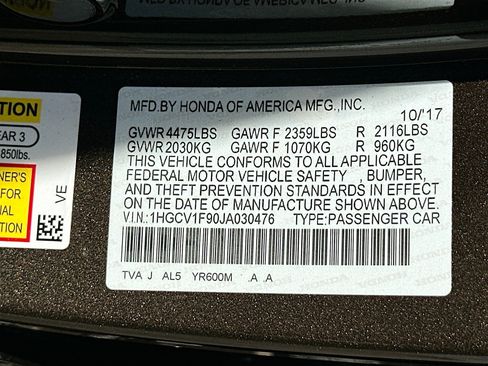 MFD.BY HONDA OF AMERICA MFG.,INC.
10/'17
GVWR 4475LBS GAWR F 2359LBS R 2116LBS
GVWR 2030KG GAWR F 1070KG R 960KG
THIS VEHICLE CONFORMS TO ALL APPLICABLE
FEDERAL MOTOR VEHICLE SAFETY , BUMPER,
AND THEFT PREVENTION STANDARDS IN EFFECT
ON THE DATE OF MANUFACTURE SHOWN ABOVE.
V.I.N.:1HGCV1F90JA030476 TYPE:PASSENGER CAR
TVA J AL5 YR600M .A .A
TION
EAR 3
850lbs.
NER'S
FOR
VE